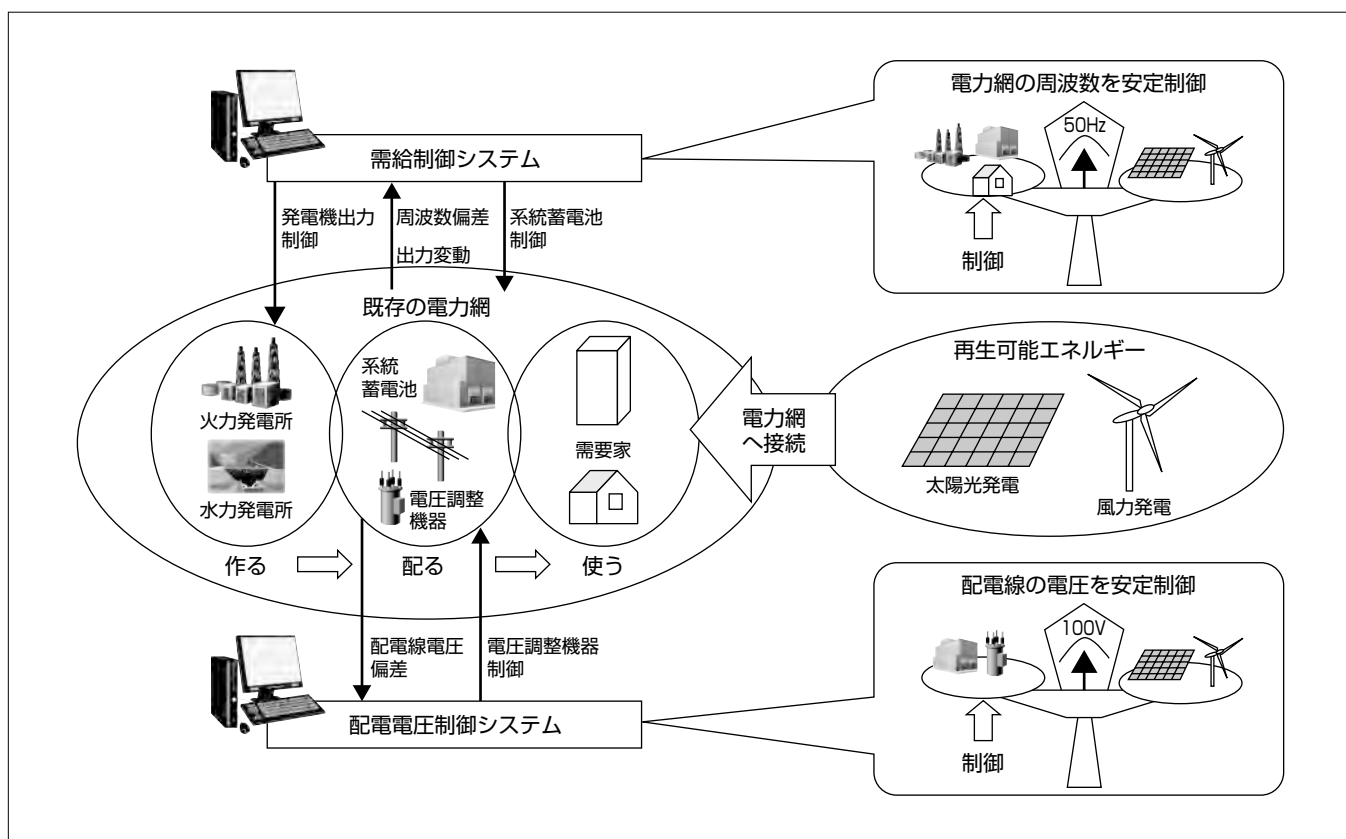 電力網の周波数を安定制御
50Hz
制御
需給制御システム
発電機出力
制御
周波数偏差
出力変動
系統蓄電池
制御
既存の電力網
火力発電所
水力発電所
作る
系統
蓄電池
電圧調整
機器
配る
需要家
使う
電力網
へ接続
再生可能エネルギー
太陽光発電
風力発電
配電線電圧
偏差
電圧調整機器
制御
配電電圧制御システム
配電線の電圧を安定制御
100V
制御